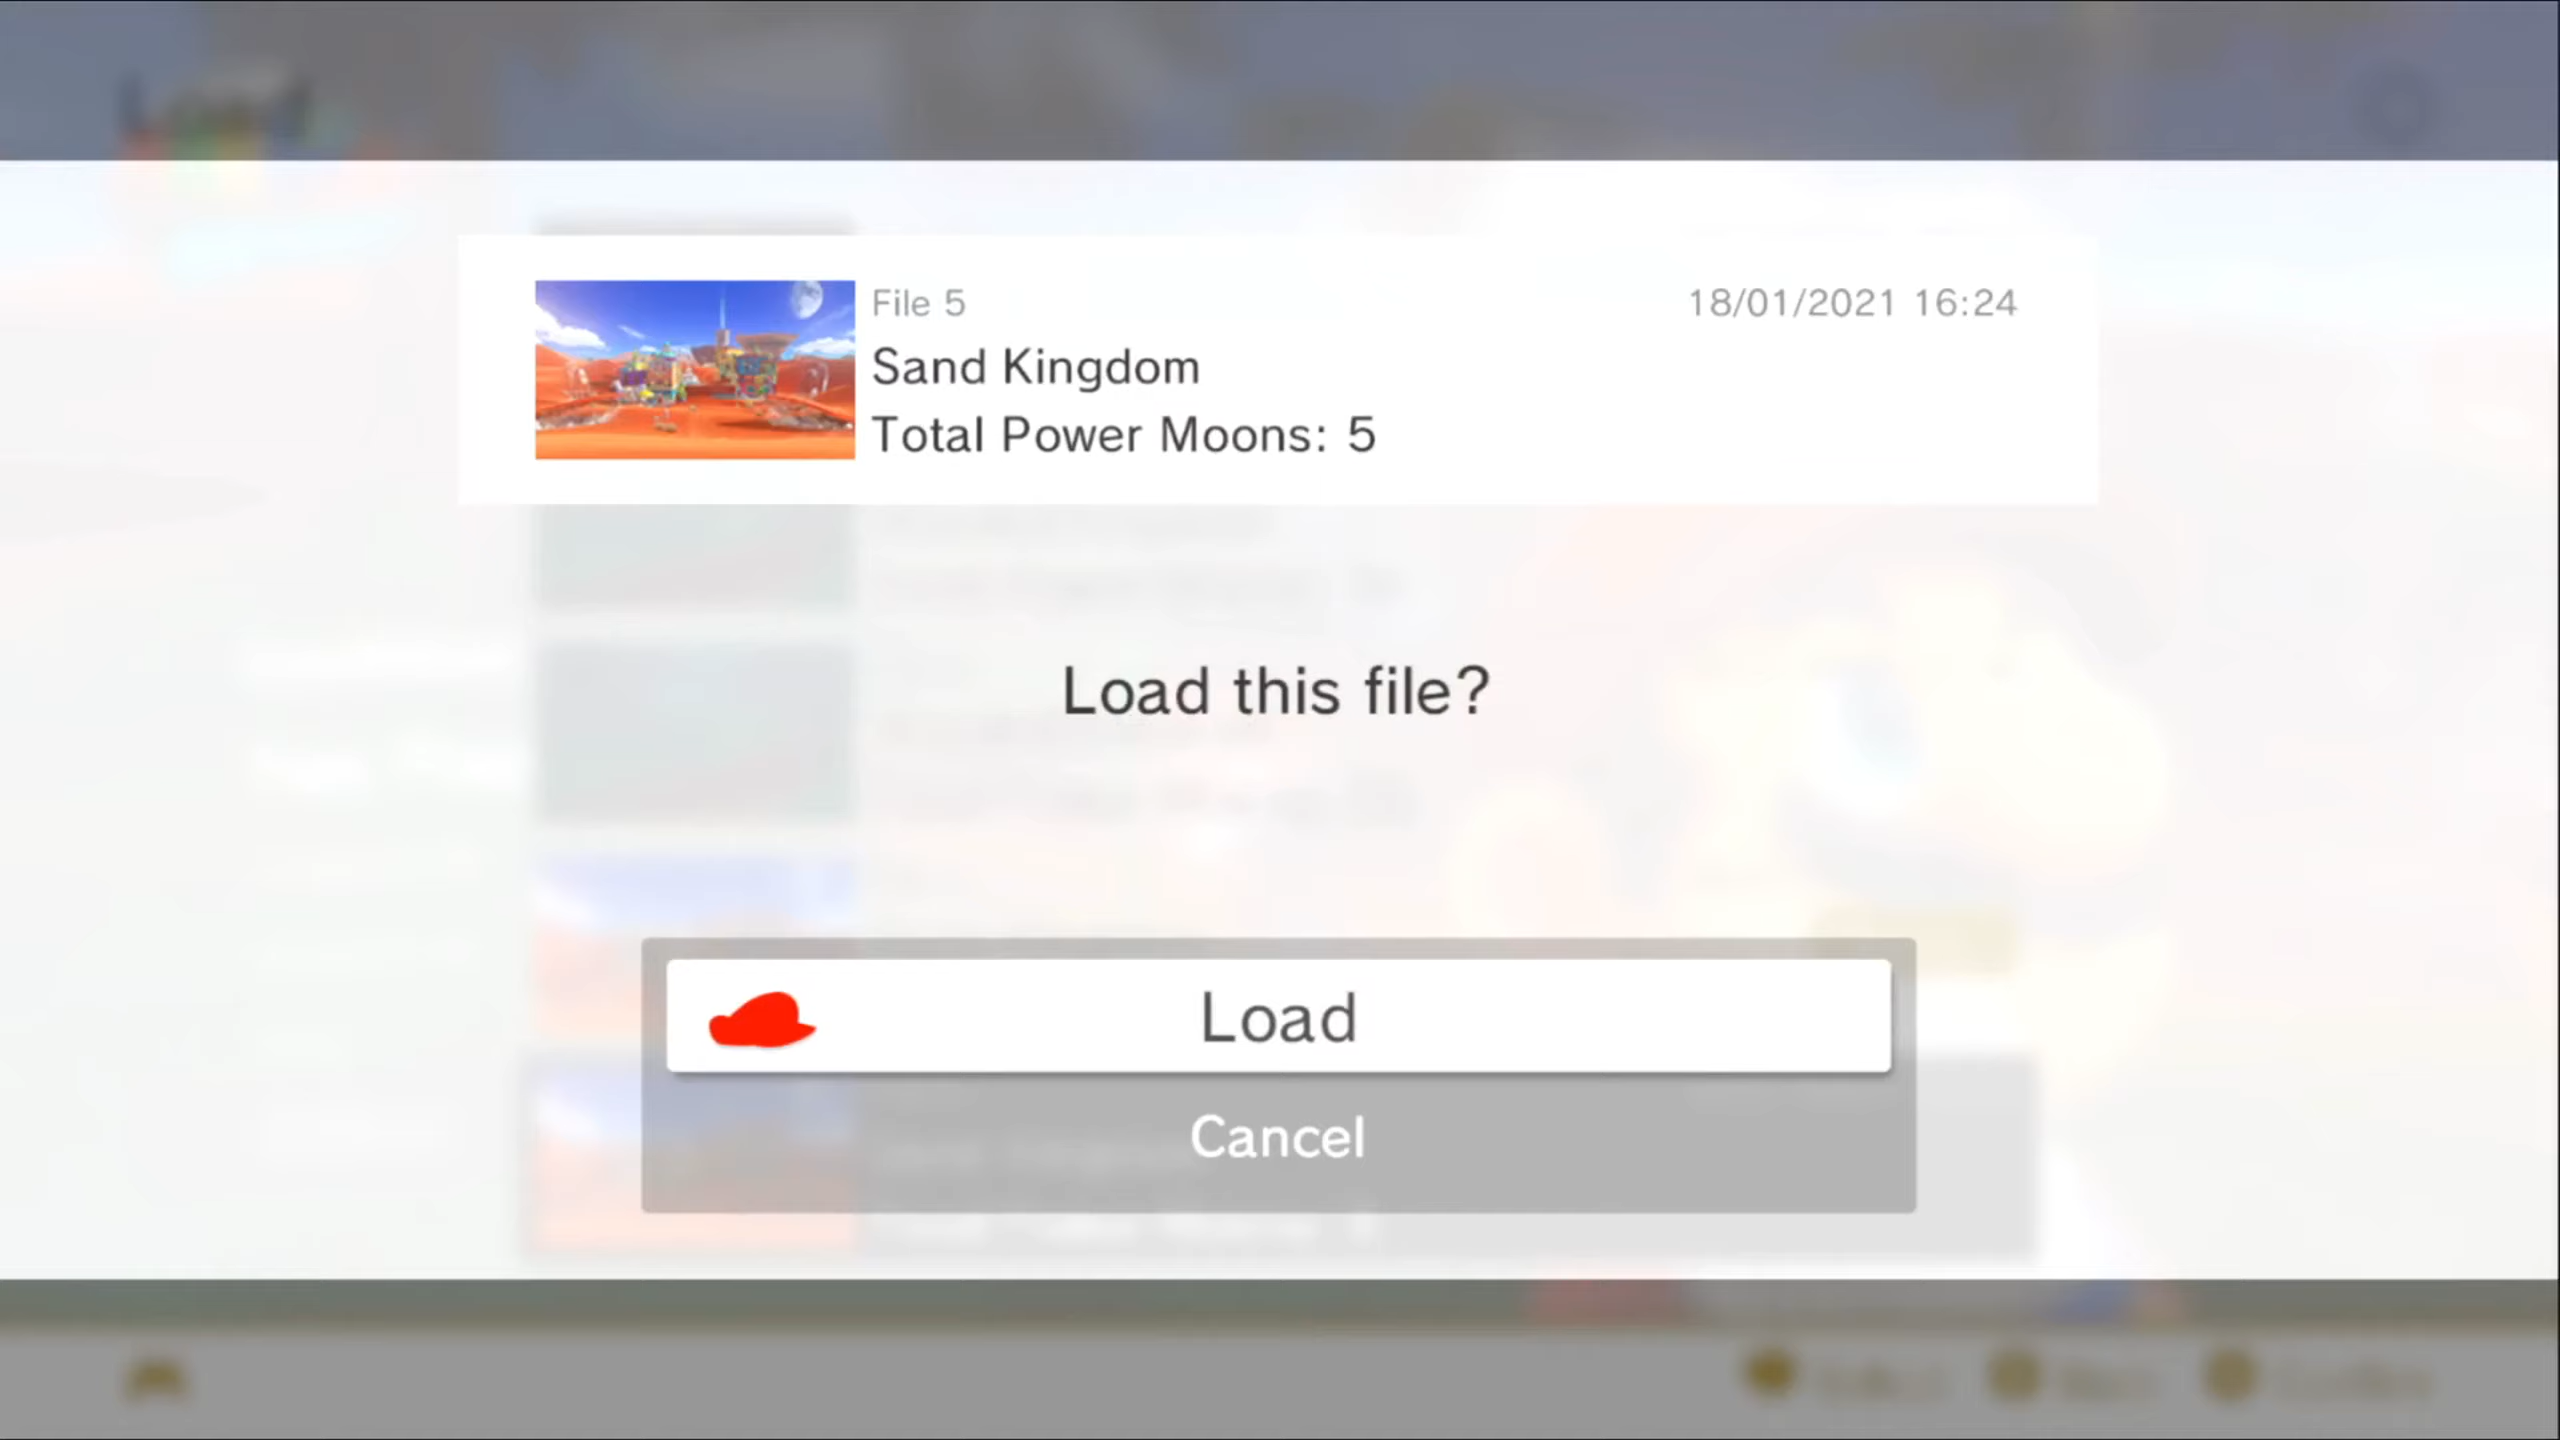 File 5
18/01/2021 16:24
Sand Kingdom
Total Power Moons: 5
Load this file?
Load
Cancel